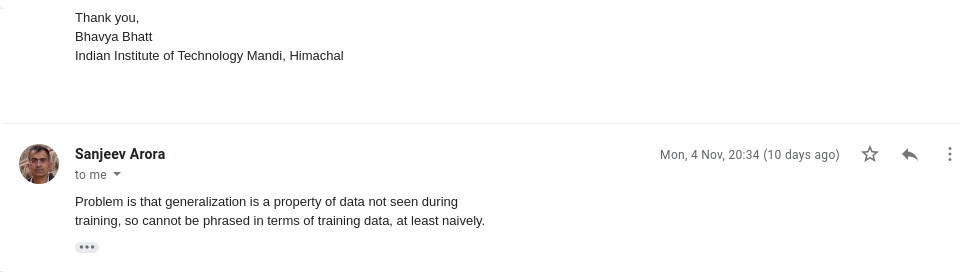 Thank you,
Bhavya Bhatt
Indian Institute of Technology Mandi, Himachal
Sanjeev Arora
Mon, 4 Nov, 20:34 (10 days ago)
to me
Problem is that generalization is a property of data not seen during
training, so cannot be phrased in terms of training data, at least naively.